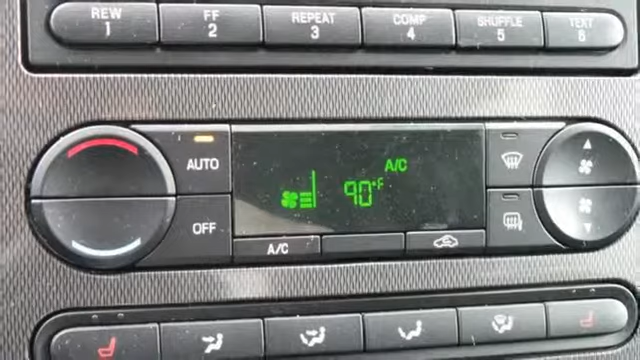 REW FF REPEAT COMP SHUFFLE TEXT
1 2 3 4 5 6
AUTO
A/C
90°F
OFF
A/C